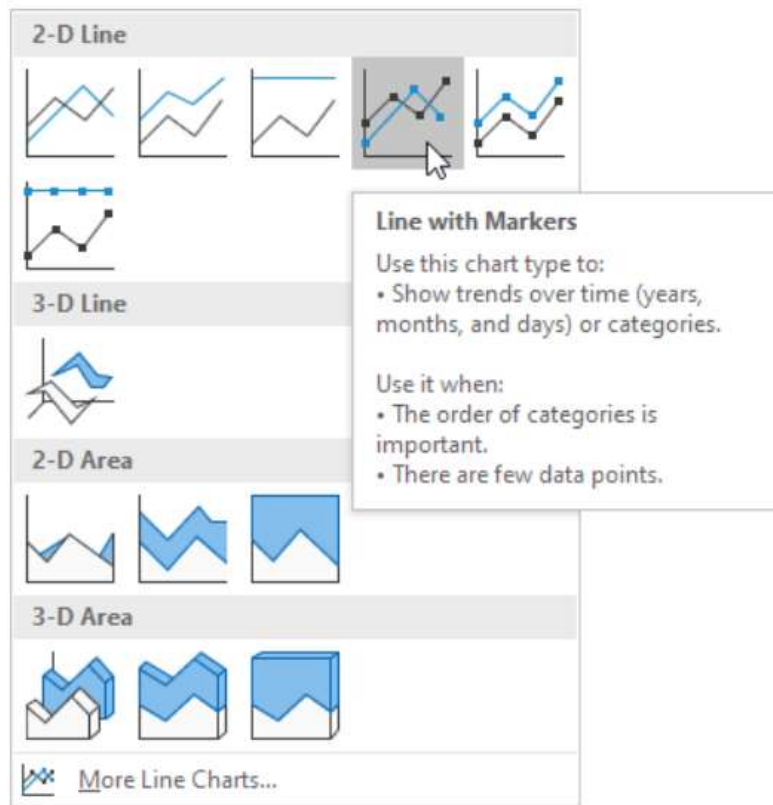 2-D Line
Line with Markers
Use this chart type to:
• Show trends over time (years,
months, and days) or categories.
Use it when:
• The order of categories is
important.
• There are few data points.
3-D Line
2-D Area
3-D Area
More Line Charts...